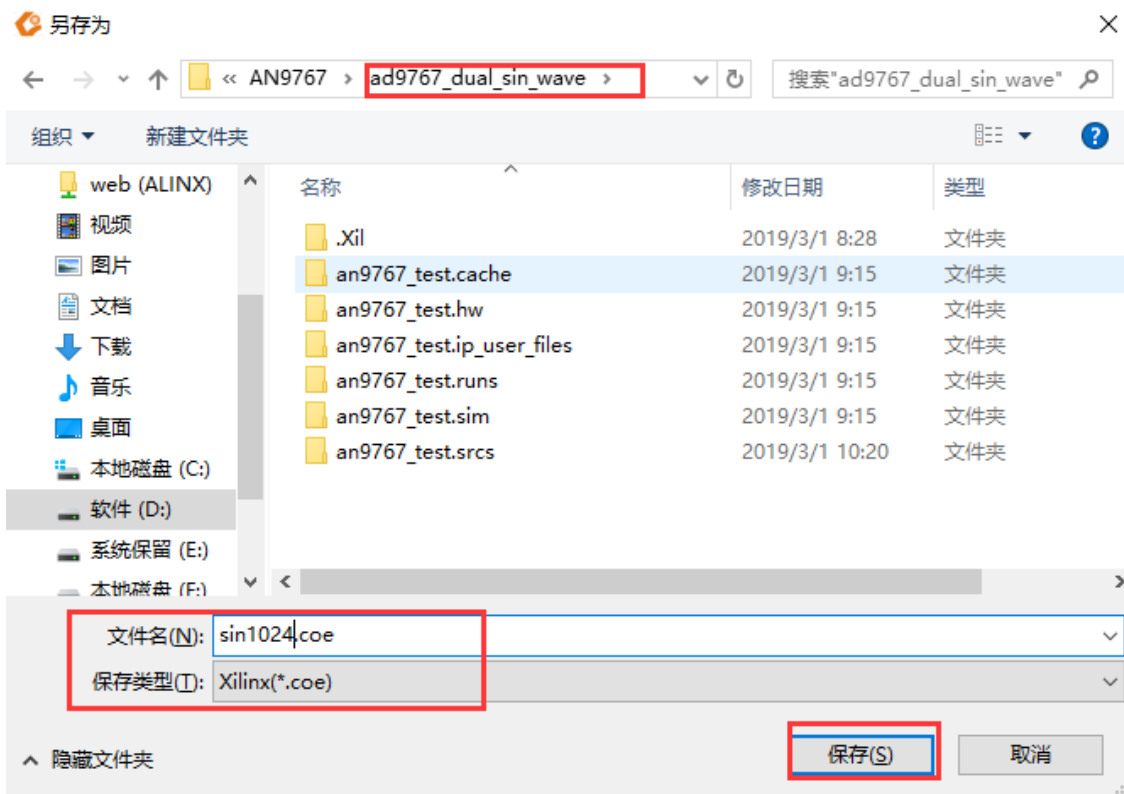 另存为
« AN9767 › ad9767_dual_sin_wave ›
搜索"ad9767_dual_sin_wave"
组织 新建文件夹
web (ALINX)
视频
图片
文档
下载
音乐
桌面
本地磁盘 (C:)
软件 (D:)
系统保留 (E:)
本地磁盘 (F:)
名称 修改日期 类型
.Xil 2019/3/1 8:28 文件夹
an9767_test.cache 2019/3/1 9:15 文件夹
an9767_test.hw 2019/3/1 9:15 文件夹
an9767_test.ip_user_files 2019/3/1 9:15 文件夹
an9767_test.runs 2019/3/1 9:15 文件夹
an9767_test.sim 2019/3/1 9:15 文件夹
an9767_test.srcs 2019/3/1 10:20 文件夹
文件名(N): sin1024.coe
保存类型(T): Xilinx(*.coe)
隐藏文件夹 保存(S) 取消